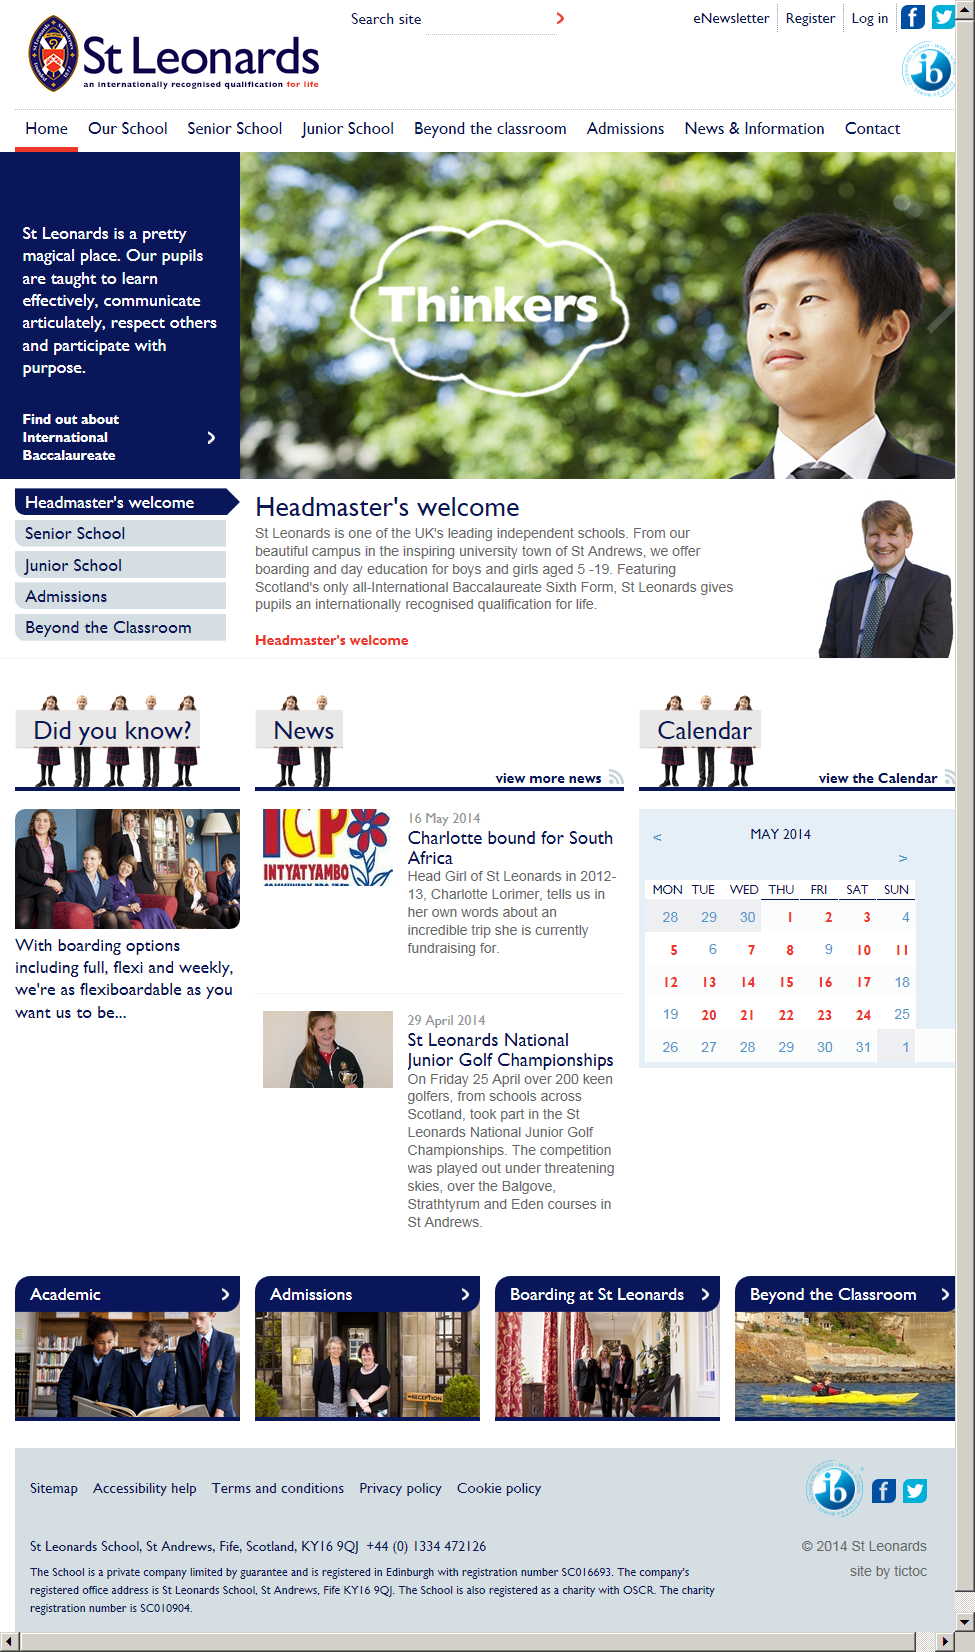 Search site
eNewsletter Register Log in
St Leonards
an internationally recognised qualification for life
ib
Home Our School Senior School Junior School Beyond the classroom Admissions News & Information Contact
St Leonards is a pretty
magical place. Our pupils
are taught to learn
effectively, communicate
articulately, respect others
and participate with
purpose.
Find out about
International
Baccalaureate
Thinkers
Headmaster's welcome
Senior School
Junior School
Admissions
Beyond the Classroom
Headmaster's welcome
St Leonards is one of the UK's leading independent schools. From our
beautiful campus in the inspiring university town of St Andrews, we offer
boarding and day education for boys and girls aged 5 -19. Featuring
Scotland's only all-International Baccalaureate Sixth Form, St Leonards gives
pupils an internationally recognised qualification for life.
Headmaster's welcome
Did you know?
With boarding options
including full, flexi and weekly,
we're as flexiboardable as you
want us to be...
News
view more news
ICP
INTYATYAMBO
16 May 2014
Charlotte bound for South
Africa
Head Girl of St Leonards in 2012-
13, Charlotte Lorimer, tells us in
her own words about an
incredible trip she is currently
fundraising for.
29 April 2014
St Leonards National
Junior Golf Championships
On Friday 25 April over 200 keen
golfers, from schools across
Scotland, took part in the St
Leonards National Junior Golf
Championships. The competition
was played out under threatening
skies, over the Balgove,
Strathtyrum and Eden courses in
St Andrews.
Calendar
view the Calendar
< MAY 2014
>
MON TUE WED THU FRI SAT SUN
28 29 30 1 2 3 4
5 6 7 8 9 10 11
12 13 14 15 16 17 18
19 20 21 22 23 24 25
26 27 28 29 30 31 1
Academic
Admissions
RECEPTION
Boarding at St Leonards
Beyond the Classroom
Sitemap Accessibility help Terms and conditions Privacy policy Cookie policy
ib
St Leonards School, St Andrews, Fife, Scotland, KY16 9QJ +44 (0) 1334 472126
The School is a private company limited by guarantee and is registered in Edinburgh with registration number SC016693. The company's
registered office address is St Leonards School, St Andrews, Fife KY16 9QJ. The School is also registered as a charity with OSCR. The charity
registration number is SC010904.
© 2014 St Leonards
site by tictoc